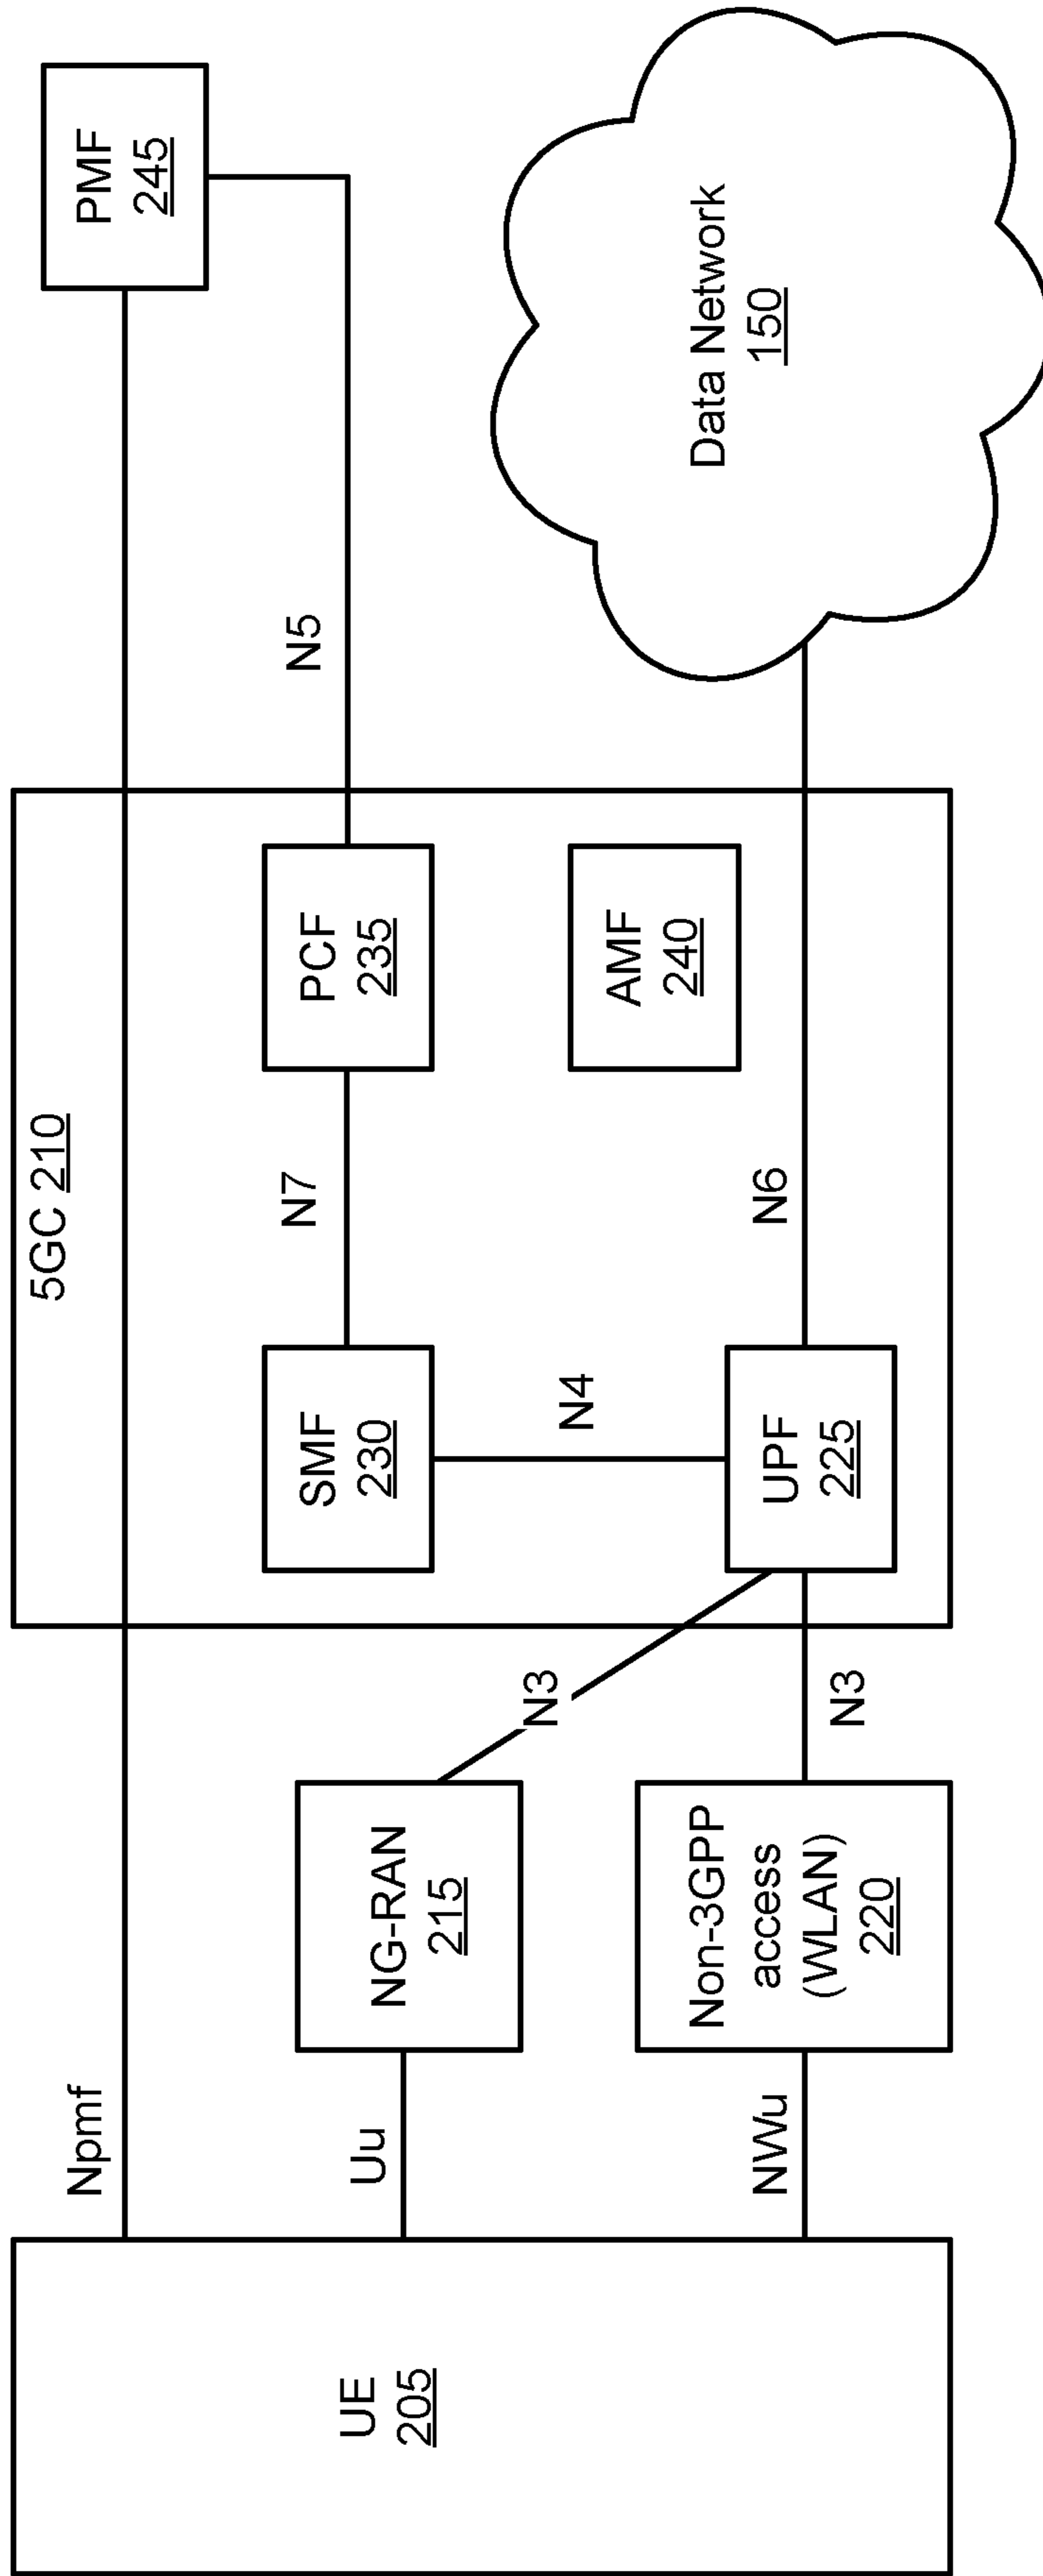 5GC 210
PMF
245
Npmf
N5
N7
SMF
230
PCF
235
UE
205
Uu
NG-RAN
215
N3
N4
AMF
240
Data Network
150
NWu
Non-3GPP
access
(WLAN)
220
N3
UPF
225
N6